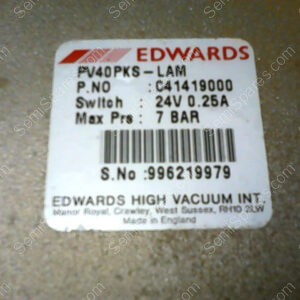 EDWARDS
PV40PKS-LAM
P.NO : C41419000
Switch : 24V 0.25A
Max Prs : 7 BAR
S.No :996219979
EDWARDS HIGH VACUUM INT.
Manor Royal, Crawley, West Sussex, RH10 2LW
Made in England